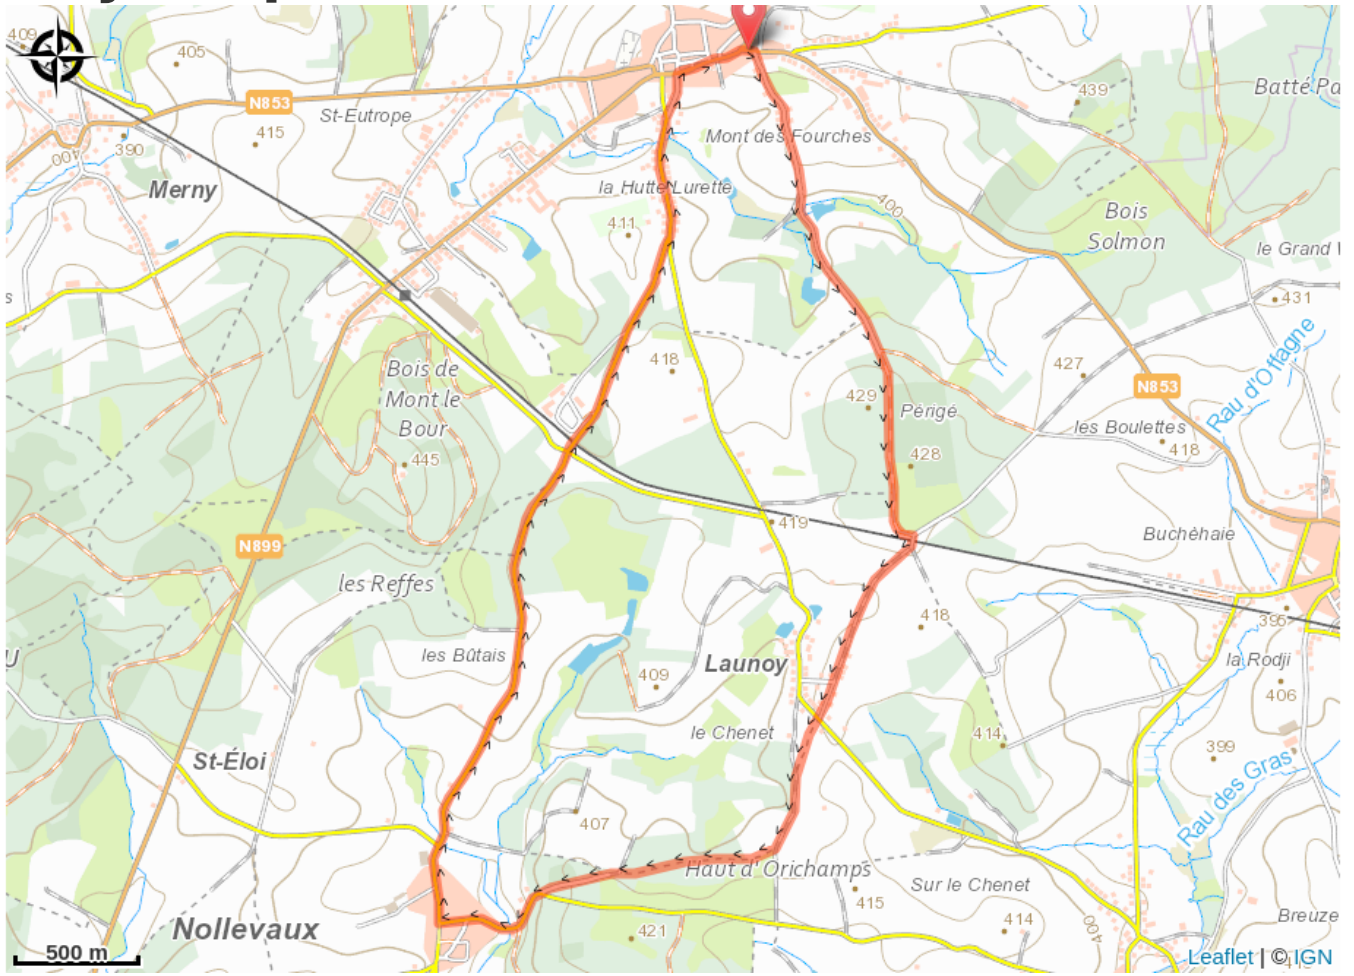 409
405
N853
St-Eutrope
415
400
390
Merny
Mont des Fourches
439
Batté Pa
la Hutte Lurette
411
400
Bois
Solmon
le Grand V
431
s
418
Bois de
Mont le
Bour
445
429
Périgé
428
427
N853
Rau d'Offagne
les Boulettes
418
N899
419
Buchêhaie
les Reffes
418
395
les Bûtais
Launoy
409
la Rodji
406
U
le Chenet
414
399
St-Éloi
Rau des Gras
407
Haut d'Orichamps
Sur le Chenet
415
414
400
Breuze
Nollevaux
421
500 m
Leaflet | © IGN